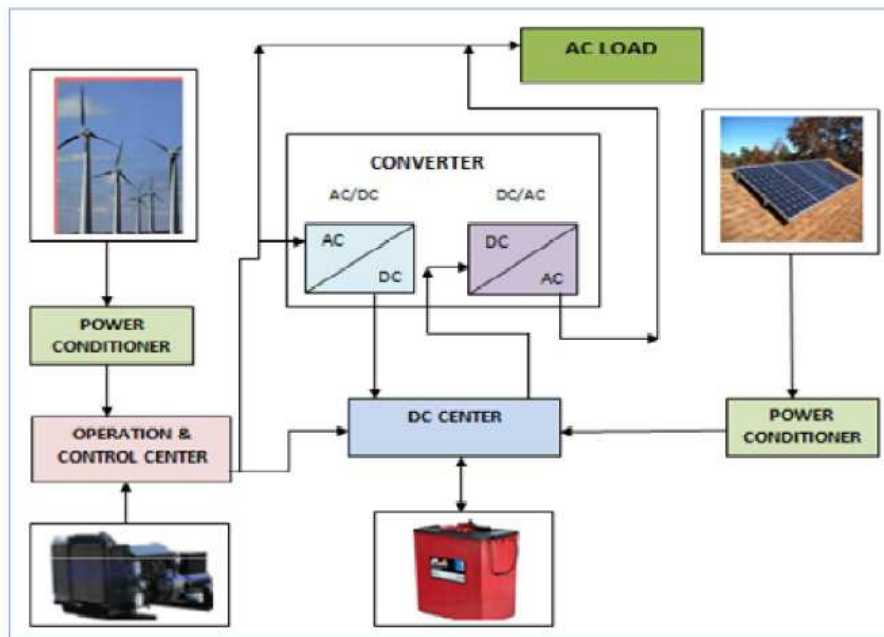 AC LOAD
CONVERTER
AC/DC
DC/AC
AC
DC
DC
AC
POWER
CONDITIONER
OPERATION &
CONTROL CENTER
DC CENTER
POWER
CONDITIONER